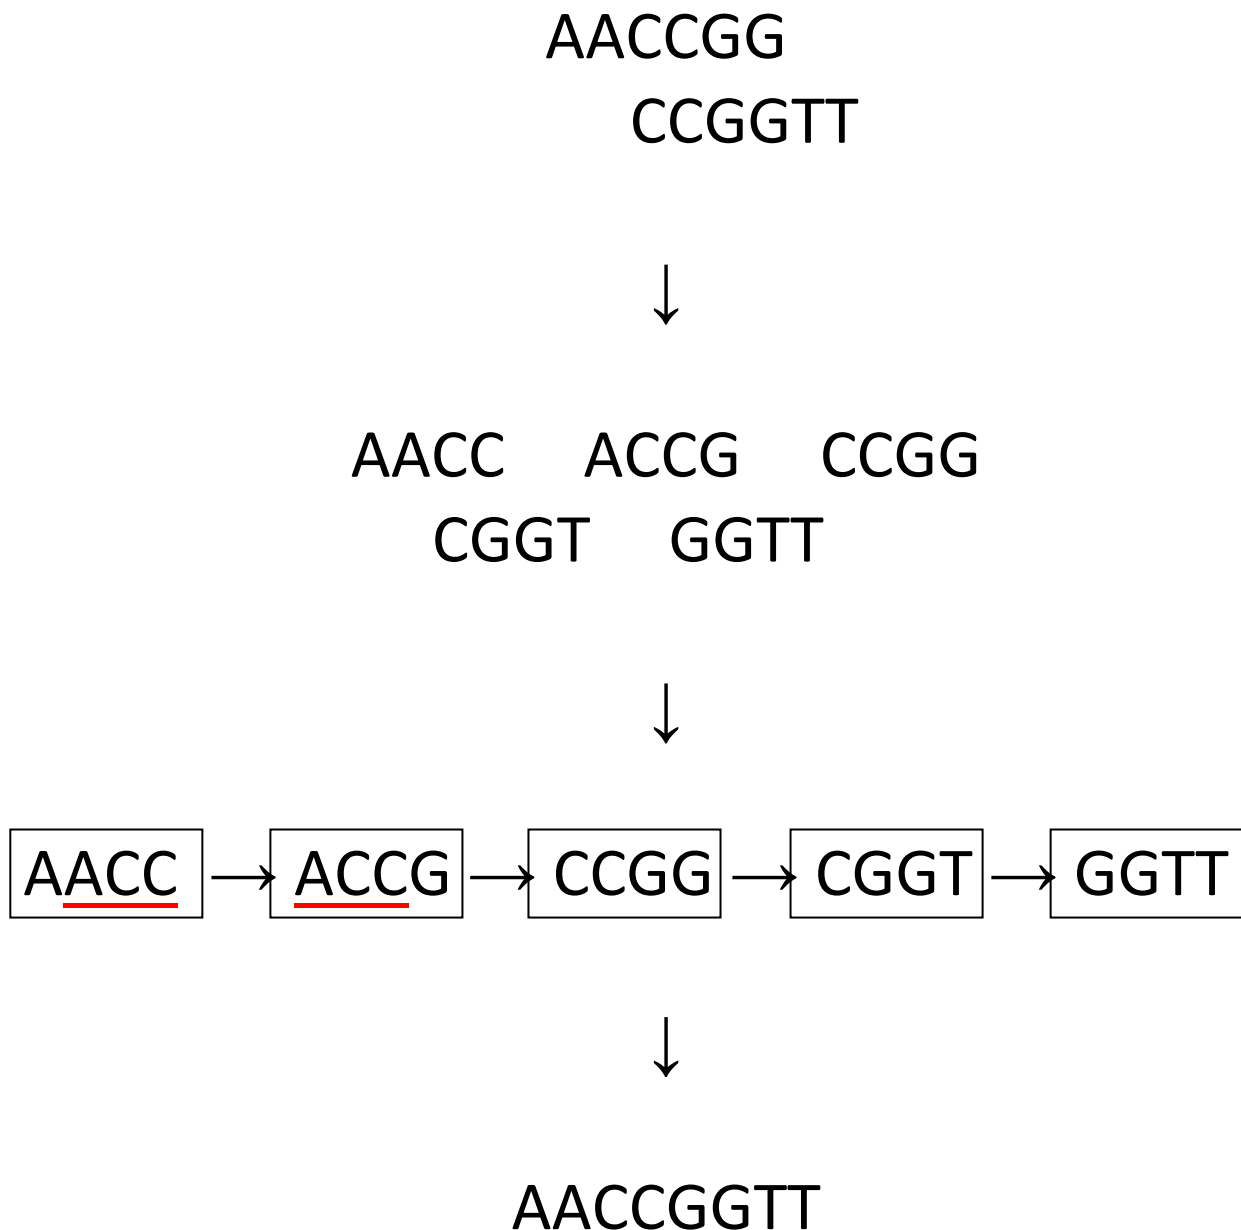 AACCGG
CCGGTT
↓
AACC ACCG CCGG
CGGT GGTT
↓
AACC → ACCG → CCGG → CGGT → GGTT
↓
AACCGGTT